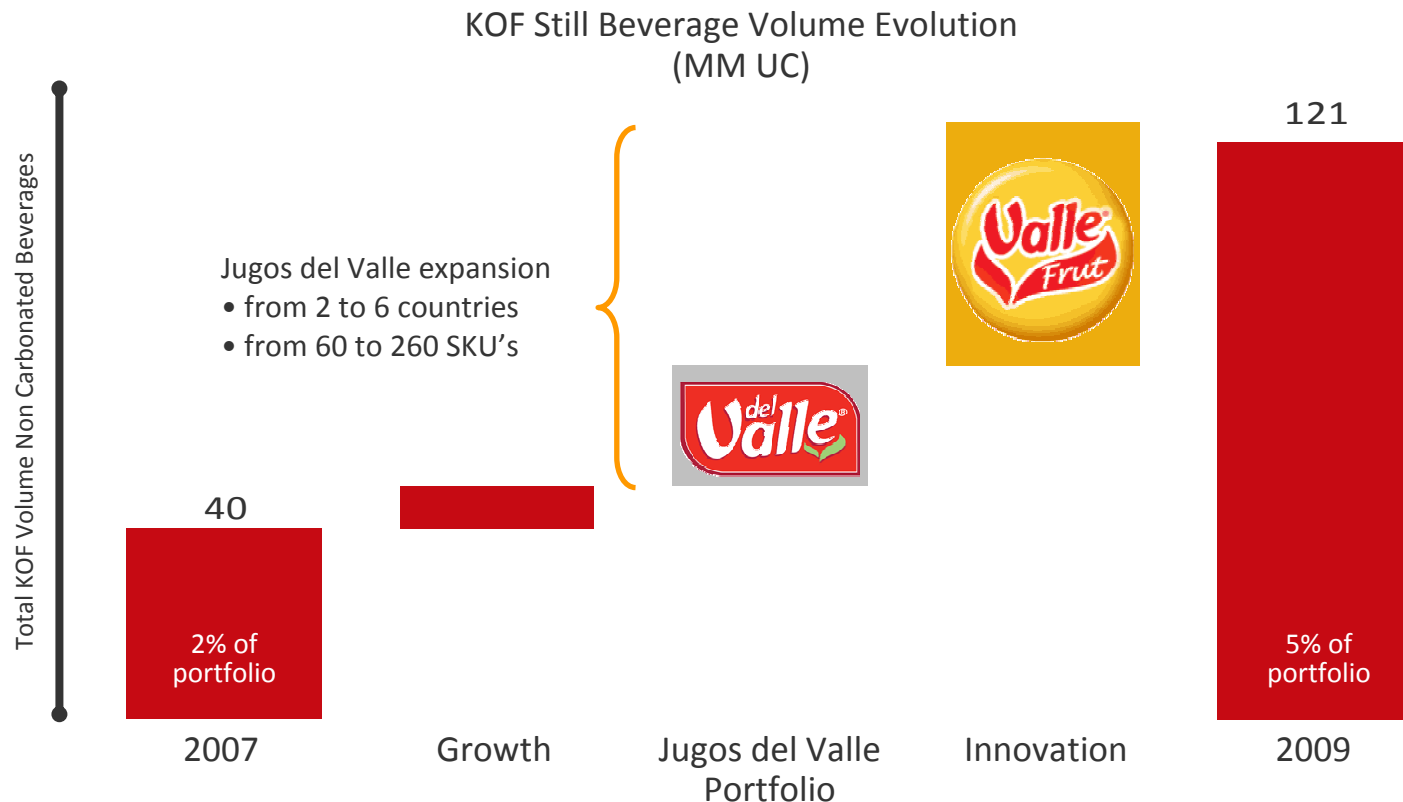 KOF Still Beverage Volume Evolution
(MM UC)
Total KOF Volume Non Carbonated Beverages
121
Jugos del Valle expansion
• from 2 to 6 countries
• from 60 to 260 SKU's
Valle®
Frut
del
Valle®
40
2% of
portfolio
5% of
portfolio
2007
Growth
Jugos del Valle
Portfolio
Innovation
2009